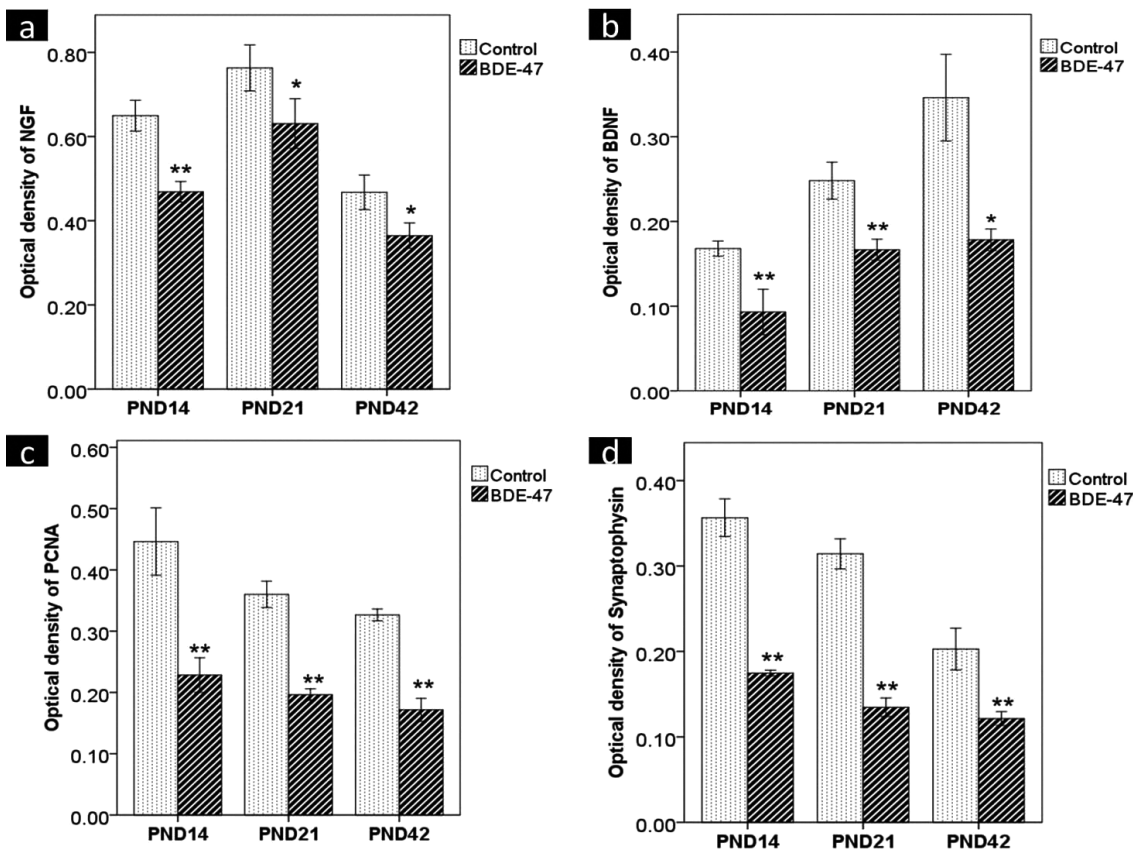 a
Optical density of NGF
0.80
0.60
0.40
0.20
0.00
**
*
*
PND14 PND21 PND42
Control
BDE-47
b
Optical density of BDNF
0.40
0.30
0.20
0.10
0.00
**
**
*
PND14 PND21 PND42
Control
BDE-47
c
Optical density of PCNA
0.60
0.50
0.40
0.30
0.20
0.10
0.00
**
**
**
PND14 PND21 PND42
Control
BDE-47
d
Optical density of Synaptophysin
0.40
0.30
0.20
0.10
0.00
**
**
**
PND14 PND21 PND42
Control
BDE-47